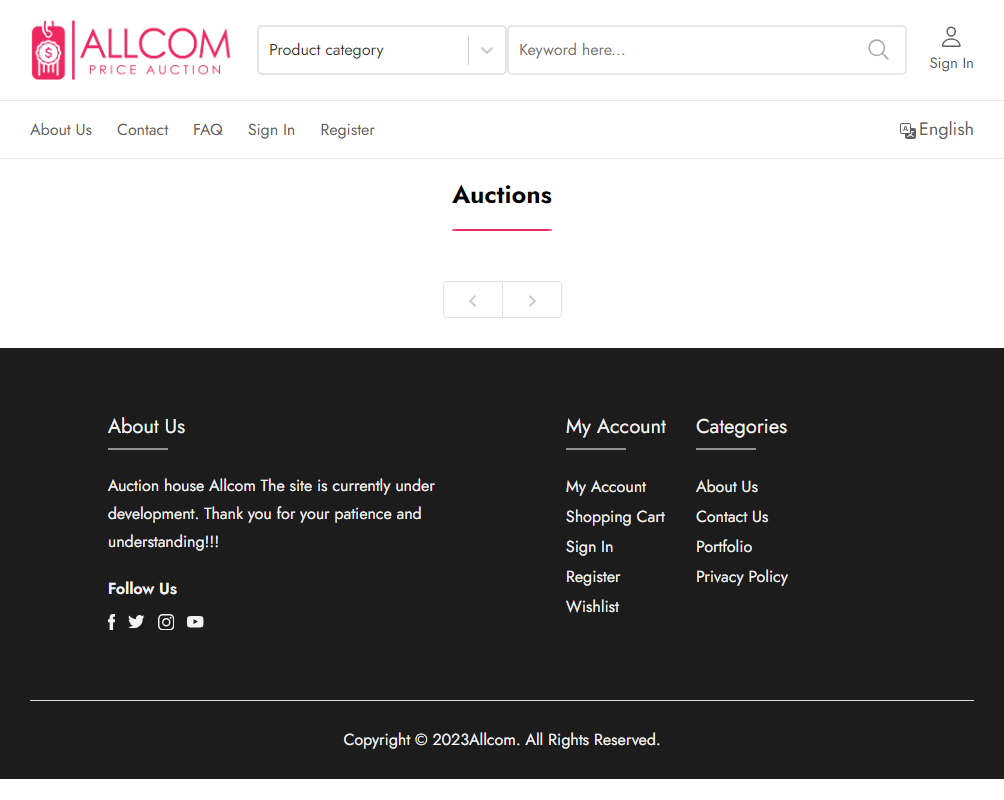 ALLCOM
PRICE AUCTION
Product category
Keyword here...
Sign In
About Us Contact FAQ Sign In Register
English
Auctions
About Us
Auction house Allcom The site is currently under
development. Thank you for your patience and
understanding!!!
Follow Us
My Account
My Account
Shopping Cart
Sign In
Register
Wishlist
Categories
About Us
Contact Us
Portfolio
Privacy Policy
Copyright © 2023Allcom. All Rights Reserved.